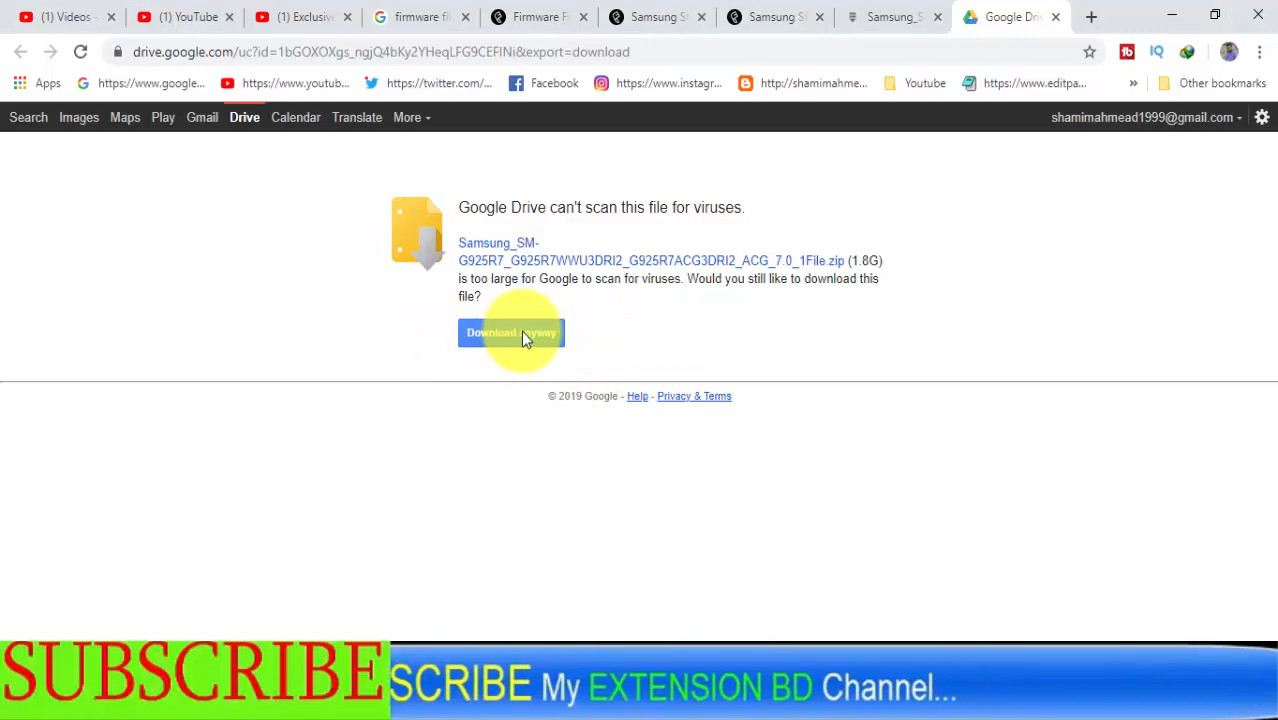 (1) Videos
(1) YouTube
(1) Exclusiv
firmware fil
Firmware Fi
Samsung S
Samsung S
Samsung_S
Google Driv
drive.google.com/uc?id=1bGOXOXgs_ngjQ4bKy2YHeqLFG9CEFINi&export=download
Apps
https://www.google...
https://www.youtub...
https://twitter.com/...
Facebook
https://www.instagr...
http://shamimahme...
Youtube
https://www.editpa...
»
Other bookmarks
Search Images Maps Play Gmail Drive Calendar Translate More
shamimahmead1999@gmail.com
Google Drive can't scan this file for viruses.
Samsung_SM-
G925R7_G925R7WWU3DRI2_G925R7ACG3DRI2_ACG_7.0_1File.zip (1.8G)
is too large for Google to scan for viruses. Would you still like to download this
file?
Download anyway
© 2019 Google - Help - Privacy & Terms
SUBSCRIBE
SCRIBE My EXTENSION BD Channel...